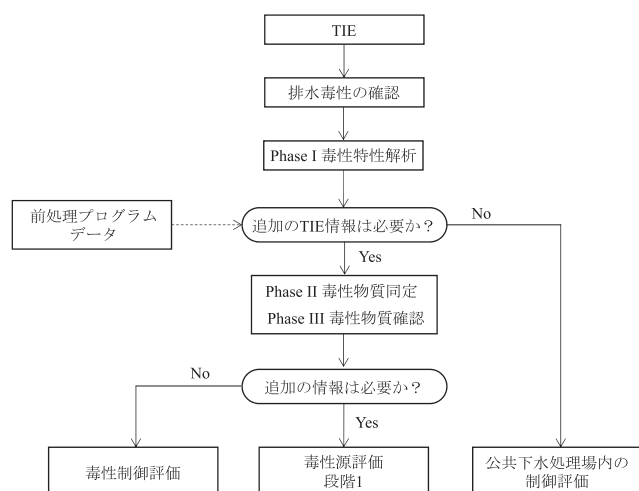 TIE
排水毒性の確認
Phase I 毒性特性解析
前処理プログラム
データ
追加のTIE情報は必要か？
No
Yes
Phase II 毒性物質同定
Phase III 毒性物質確認
追加の情報は必要か？
No
Yes
毒性制御評価
毒性源評価
段階1
公共下水処理場内の
制御評価